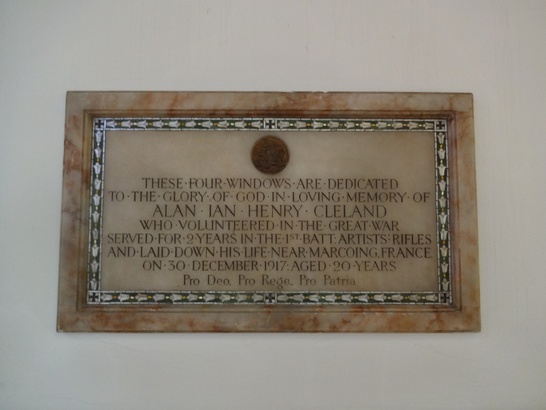 THESE·FOUR·WINDOWS·ARE·DEDICATED
TO·THE·GLORY·OF·GOD·IN·LOVING·MEMORY·OF
ALAN·IAN·HENRY·CLELAND
WHO·VOLUNTEERED·IN·THE·GREAT·WAR
SERVED·FOR·2·YEARS·IN·THE·1ST·BATT·ARTISTS·RIFLES
AND·LAID·DOWN·HIS·LIFE·NEAR·MARCOING, FRANCE,
ON·30·DECEMBER·1917: AGED·20·YEARS
Pro Deo, Pro Rege, Pro Patria